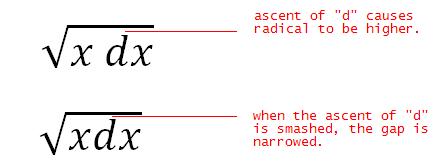 √x dx
ascent of "d" causes
radical to be higher.
√xdx
when the ascent of "d"
is smashed, the gap is
narrowed.